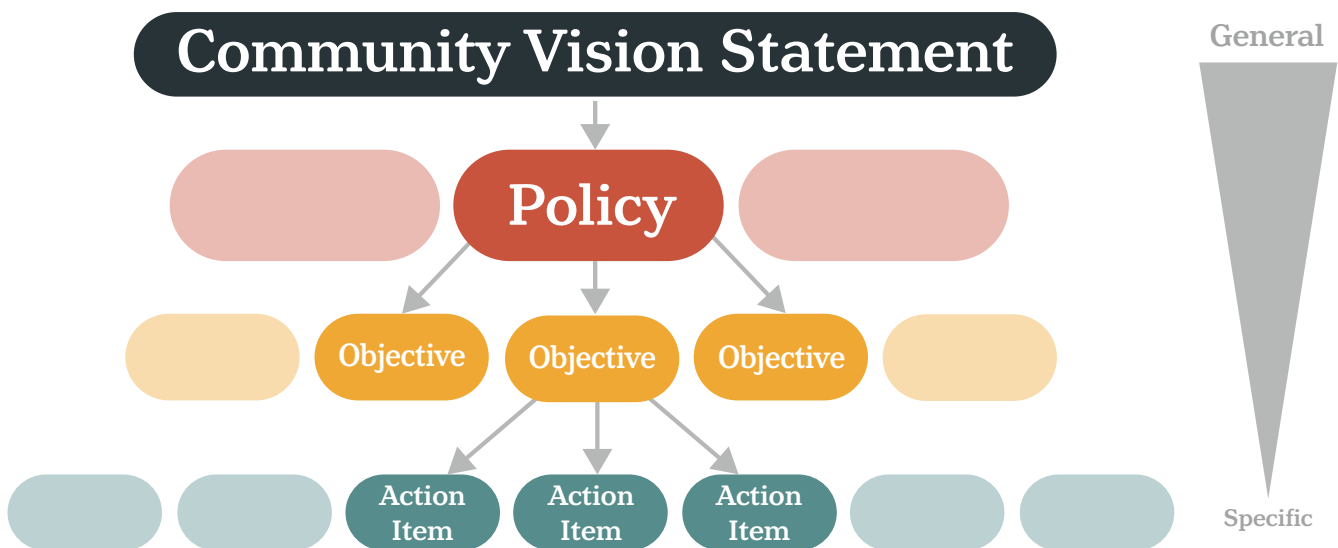 Community Vision Statement
General
Policy
Objective
Objective
Objective
Action
Item
Action
Item
Action
Item
Specific